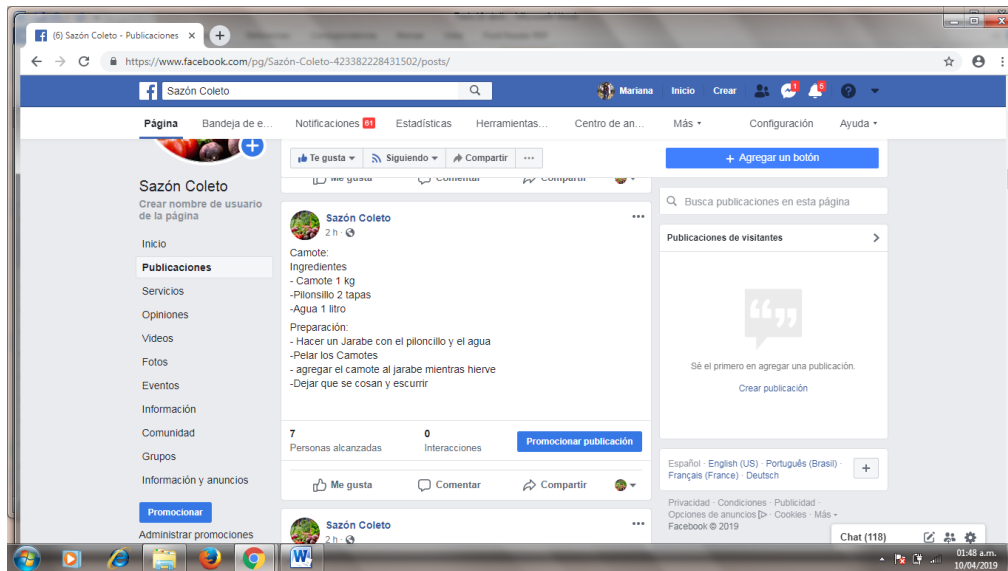 (6) Sazón Coleto - Publicaciones
https://www.facebook.com/pg/Sazón-Coleto-423382228431502/posts/
Sazón Coleto
Mariana
Inicio
Crear
1
5
Página
Bandeja de e...
Notificaciones 61
Estadísticas
Herramientas...
Centro de an...
Más
Configuración
Ayuda
Te gusta
Siguiendo
Compartir
+ Agregar un botón
Me gusta
Comentar
Compartir
Sazón Coleto
Crear nombre de usuario
de la página
Inicio
Publicaciones
Servicios
Opiniones
Videos
Fotos
Eventos
Información
Comunidad
Grupos
Información y anuncios
Promocionar
Administrar promociones
Sazón Coleto
2 h ·
Camote:
Ingredientes
- Camote 1 kg
-Pilonsillo 2 tapas
-Agua 1 litro
Preparación:
- Hacer un Jarabe con el piloncillo y el agua
-Pelar los Camotes
- agregar el camote al jarabe mientras hierve
-Dejar que se cosan y escurrir
7
Personas alcanzadas
0
Interacciones
Promocionar publicación
Me gusta
Comentar
Compartir
Sazón Coleto
2 h ·
Busca publicaciones en esta página
Publicaciones de visitantes
Sé el primero en agregar una publicación.
Crear publicación
Español · English (US) · Português (Brasil) ·
Français (France) · Deutsch
Privacidad · Condiciones · Publicidad ·
Opciones de anuncios · Cookies · Más
Facebook © 2019
Chat (118)
01:48 a.m.
10/04/2019